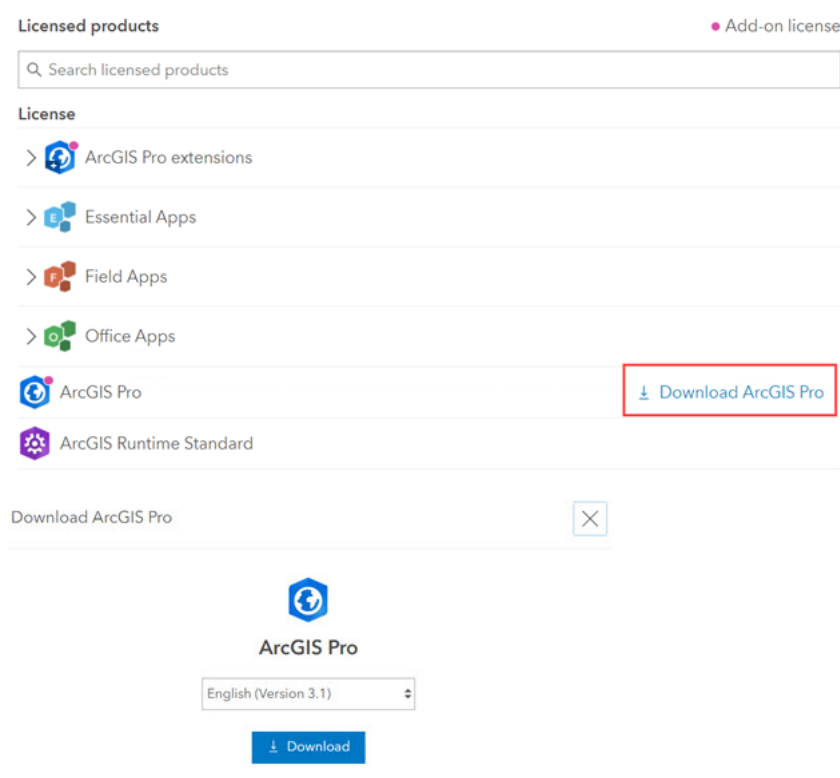 Licensed products
Add-on license
Search licensed products
License
ArcGIS Pro extensions
E
Essential Apps
F
Field Apps
O
Office Apps
ArcGIS Pro
Download ArcGIS Pro
ArcGIS Runtime Standard
Download ArcGIS Pro
ArcGIS Pro
English (Version 3.1)
Download